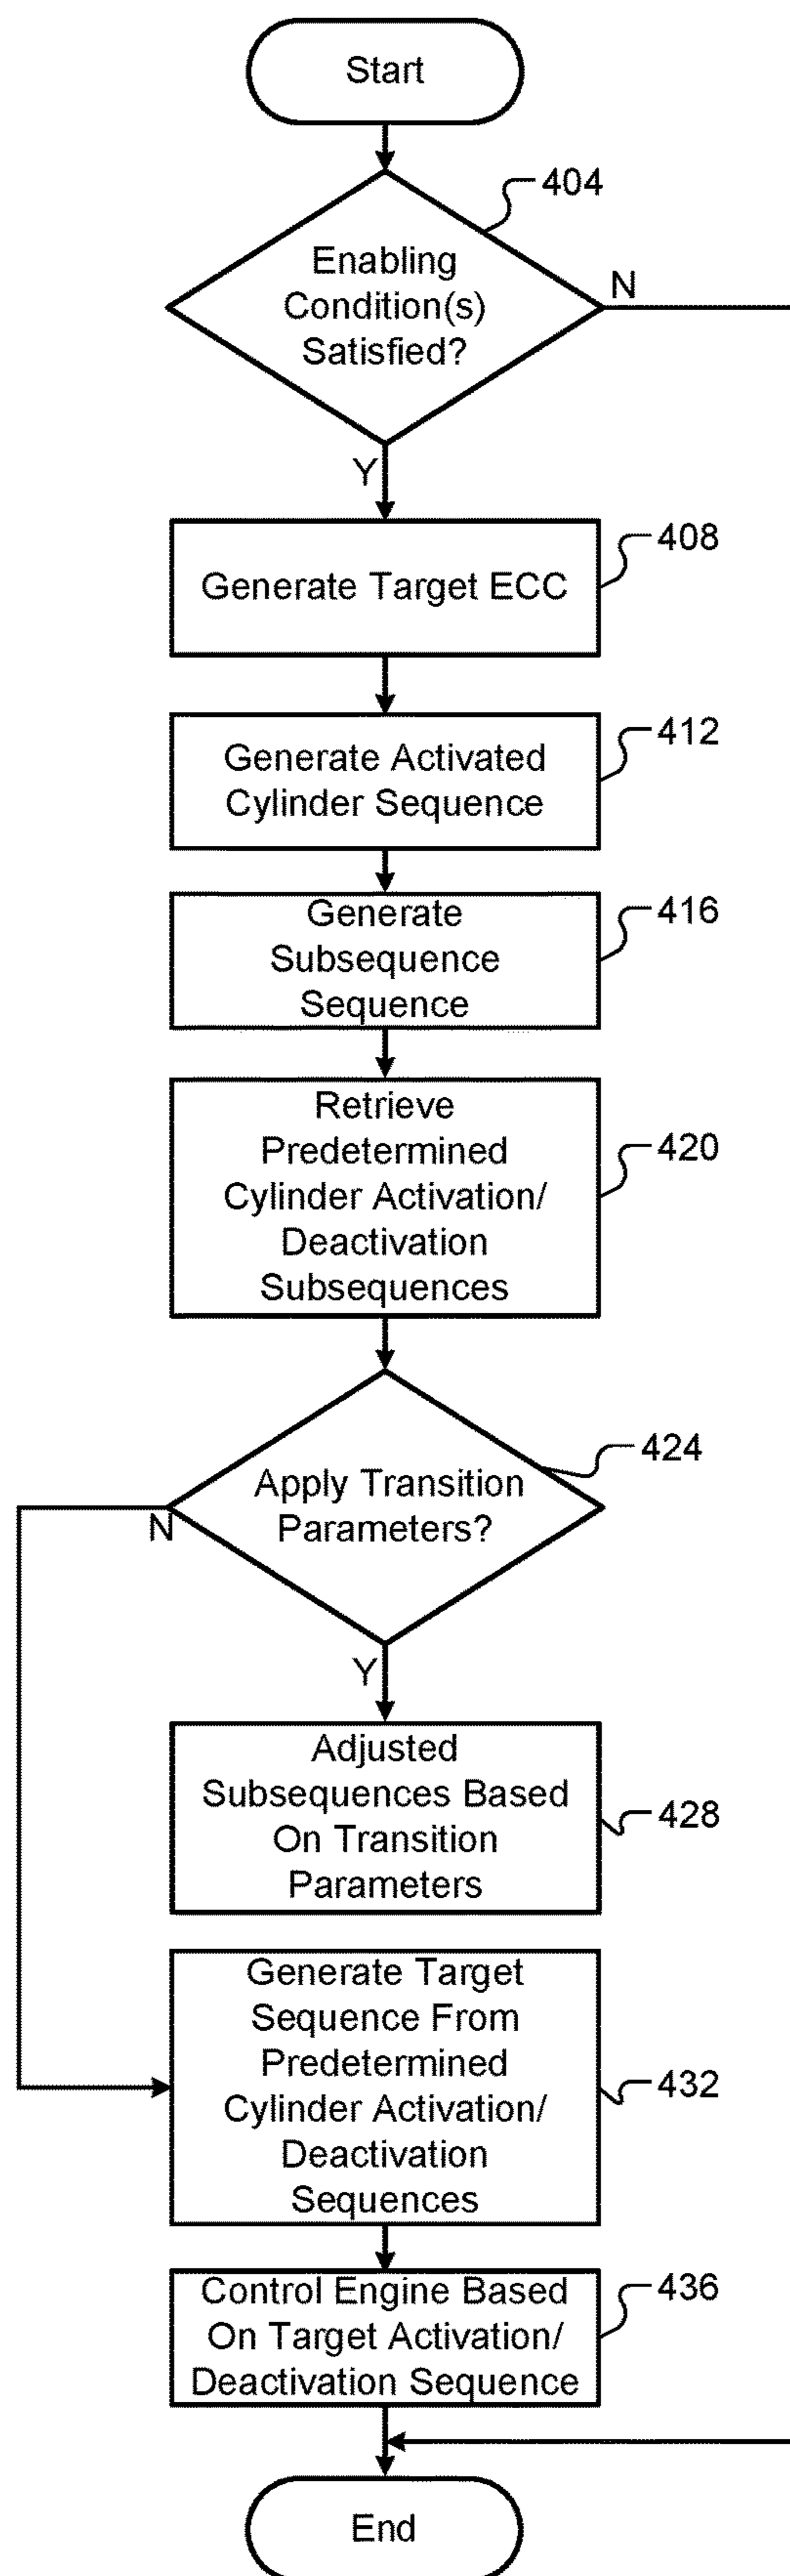 Start
404
Enabling
Condition(s)
Satisfied?
N
Y
408
Generate Target ECC
412
Generate Activated
Cylinder Sequence
416
Generate
Subsequence
Sequence
420
Retrieve
Predetermined
Cylinder Activation/
Deactivation
Subsequences
424
Apply Transition
Parameters?
N
Y
428
Adjusted
Subsequences Based
On Transition
Parameters
432
Generate Target
Sequence From
Predetermined
Cylinder Activation/
Deactivation
Sequences
436
Control Engine Based
On Target Activation/
Deactivation Sequence
End